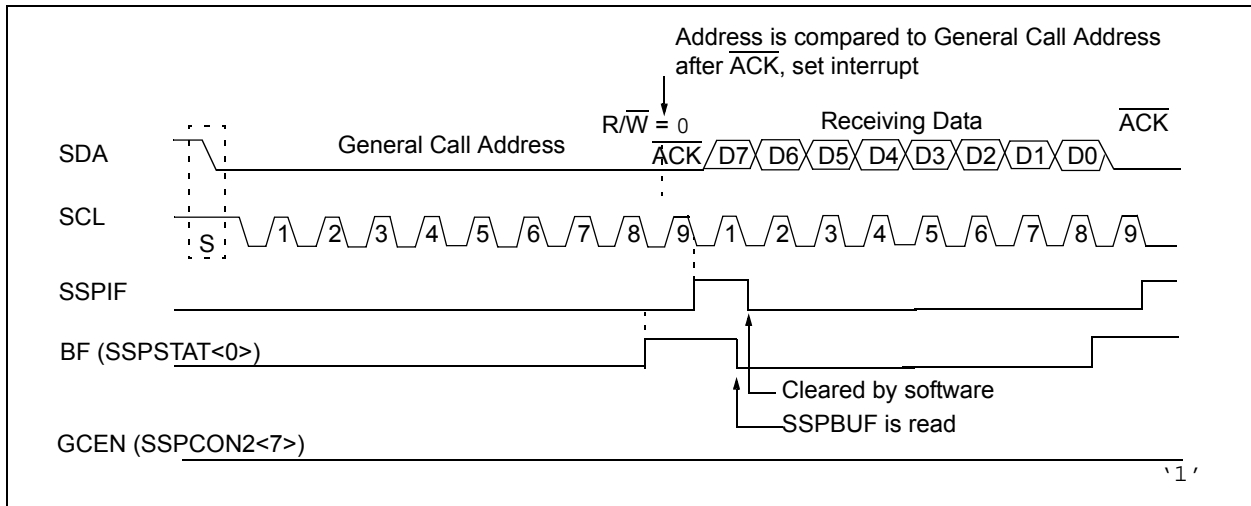 Address is compared to General Call Address
after ACK, set interrupt
R/W = 0
Receiving Data
ACK
SDA
General Call Address
ACK
D7 D6 D5 D4 D3 D2 D1 D0
SCL
S
1 2 3 4 5 6 7 8 9 1 2 3 4 5 6 7 8 9
SSPIF
BF (SSPSTAT<0>)
Cleared by software
SSPBUF is read
GCEN (SSPCON2<7>)
‘1’